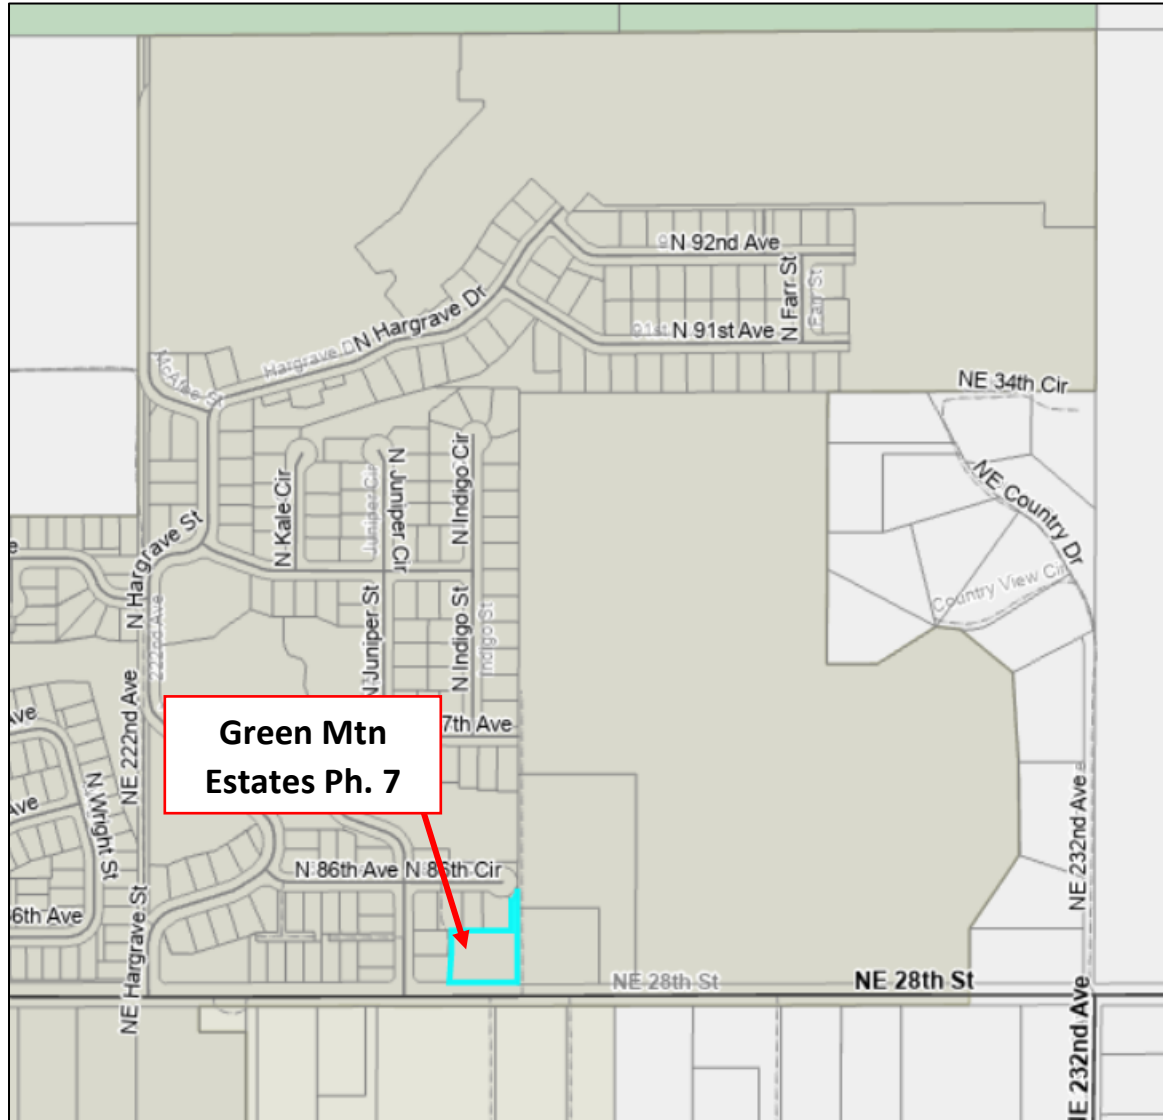 N 92nd Ave
N Farr St
Farr St
N 91st Ave
91st
N Hargrave Dr
Hargrave D
McAfee St
NE 34th Cir
N Kale Cir
Juniper Cir
N Juniper Cir
N Indigo Cir
NE Country Dr
Country View Cir
N Hargrave St
222nd Ave
NE 222nd Ave
N Juniper St
N Indigo St
Indigo St
7th Ave
Green Mtn
Estates Ph. 7
Ave
Ave
N Wright St
6th Ave
NE Hargrave St
N 86th Ave
N 86th Cir
NE 232nd Ave
NE 28th St
NE 28th St
NE 232nd Ave